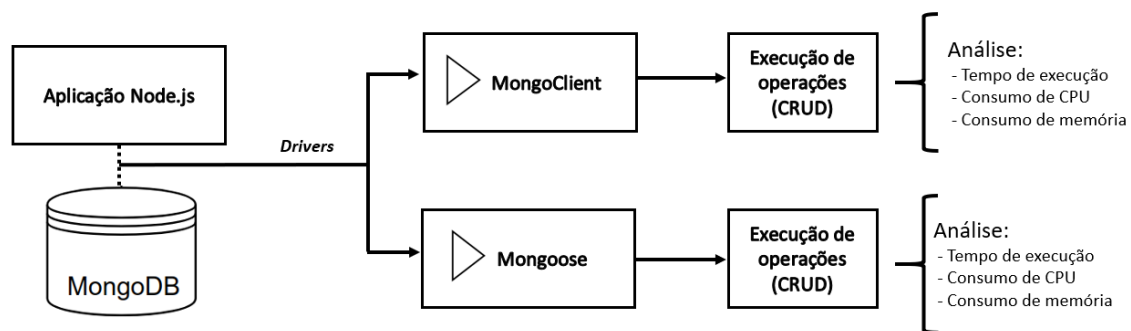 Aplicação Node.js
MongoDB
Drivers
MongoClient
Execução de
operações
(CRUD)
Análise:
- Tempo de execução
- Consumo de CPU
- Consumo de memória
Mongoose
Execução de
operações
(CRUD)
Análise:
- Tempo de execução
- Consumo de CPU
- Consumo de memória